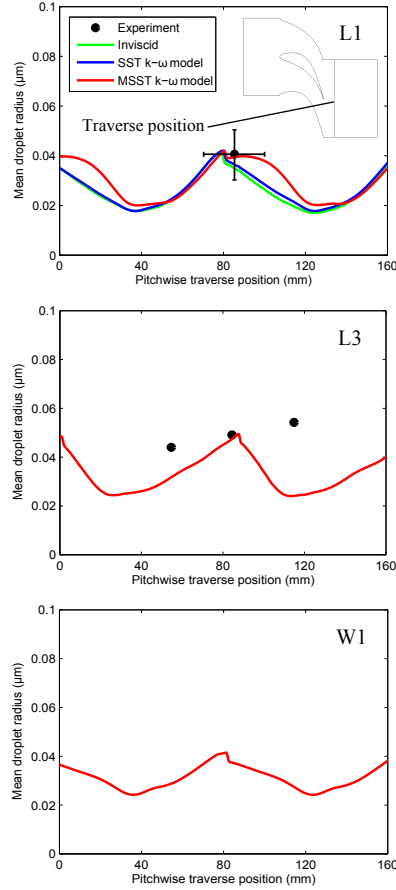 Experiment
Inviscid
SST k−ω model
MSST k−ω model
L1
Traverse position
Mean droplet radius (μm)
0.1
0.08
0.06
0.04
0.02
0
0 40 80 120 160
Pitchwise traverse position (mm)
L3
Mean droplet radius (μm)
0.1
0.08
0.06
0.04
0.02
0
0 40 80 120 160
Pitchwise traverse position (mm)
W1
Mean droplet radius (μm)
0.1
0.08
0.06
0.04
0.02
0
0 40 80 120 160
Pitchwise traverse position (mm)